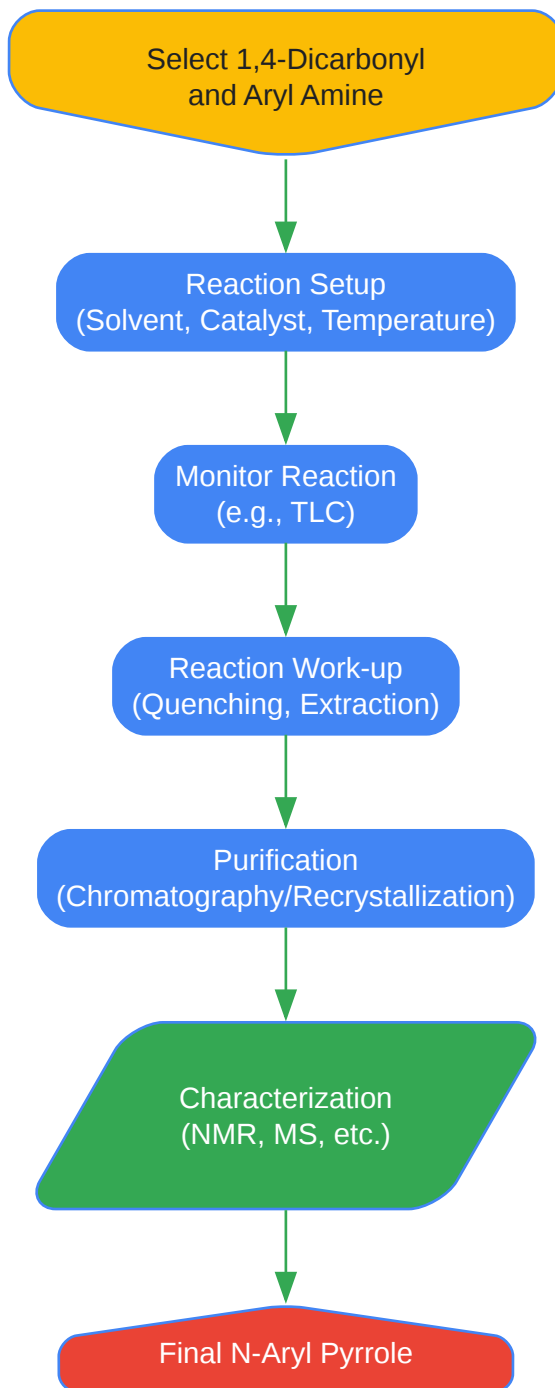 Select 1,4-Dicarbonyl
and Aryl Amine
Reaction Setup
(Solvent, Catalyst, Temperature)
Monitor Reaction
(e.g., TLC)
Reaction Work-up
(Quenching, Extraction)
Purification
(Chromatography/Recrystallization)
Characterization
(NMR, MS, etc.)
Final N-Aryl Pyrrole